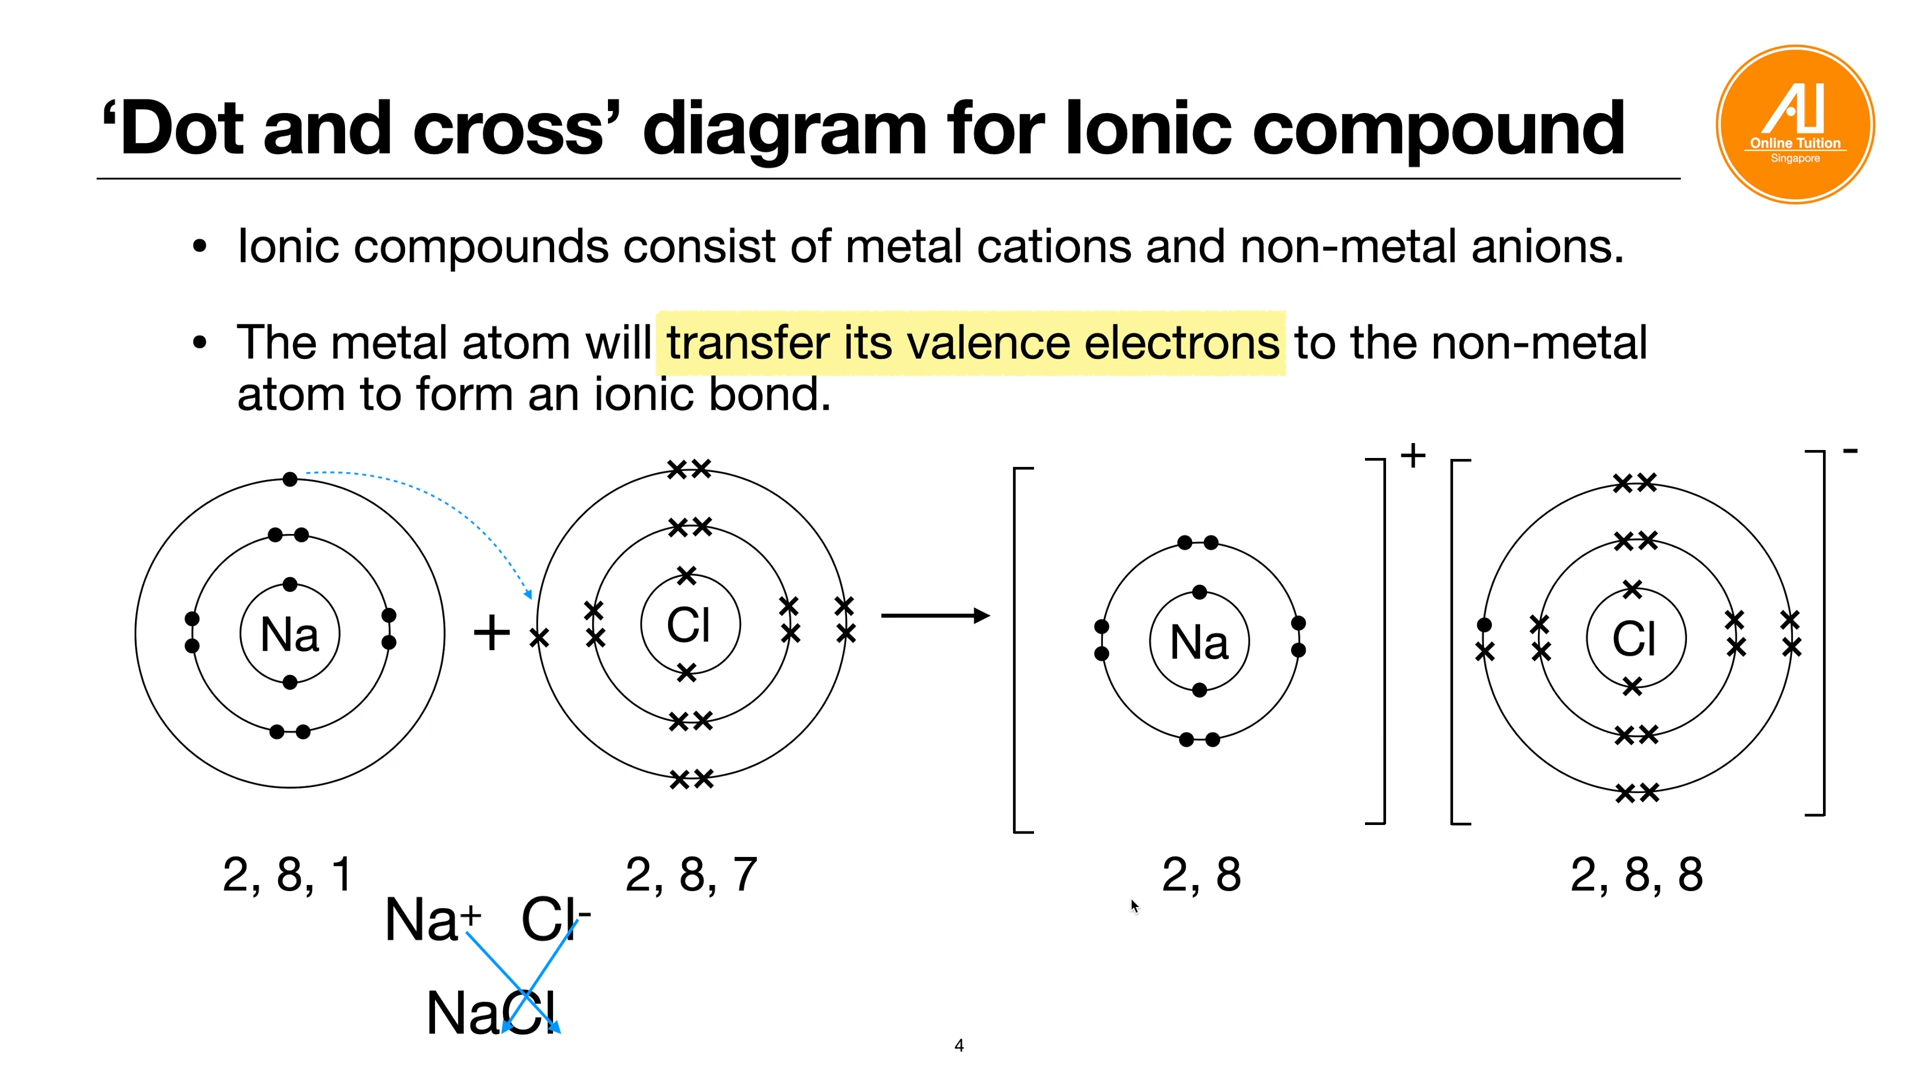 ‘Dot and cross’ diagram for Ionic compound
AU
Online Tuition
Singapore
• Ionic compounds consist of metal cations and non-metal anions.
• The metal atom will transfer its valence electrons to the non-metal
atom to form an ionic bond.
Na + Cl Na + Cl -
2, 8, 1 2, 8, 7 2, 8 2, 8, 8
Na+ Cl-
NaCl
4